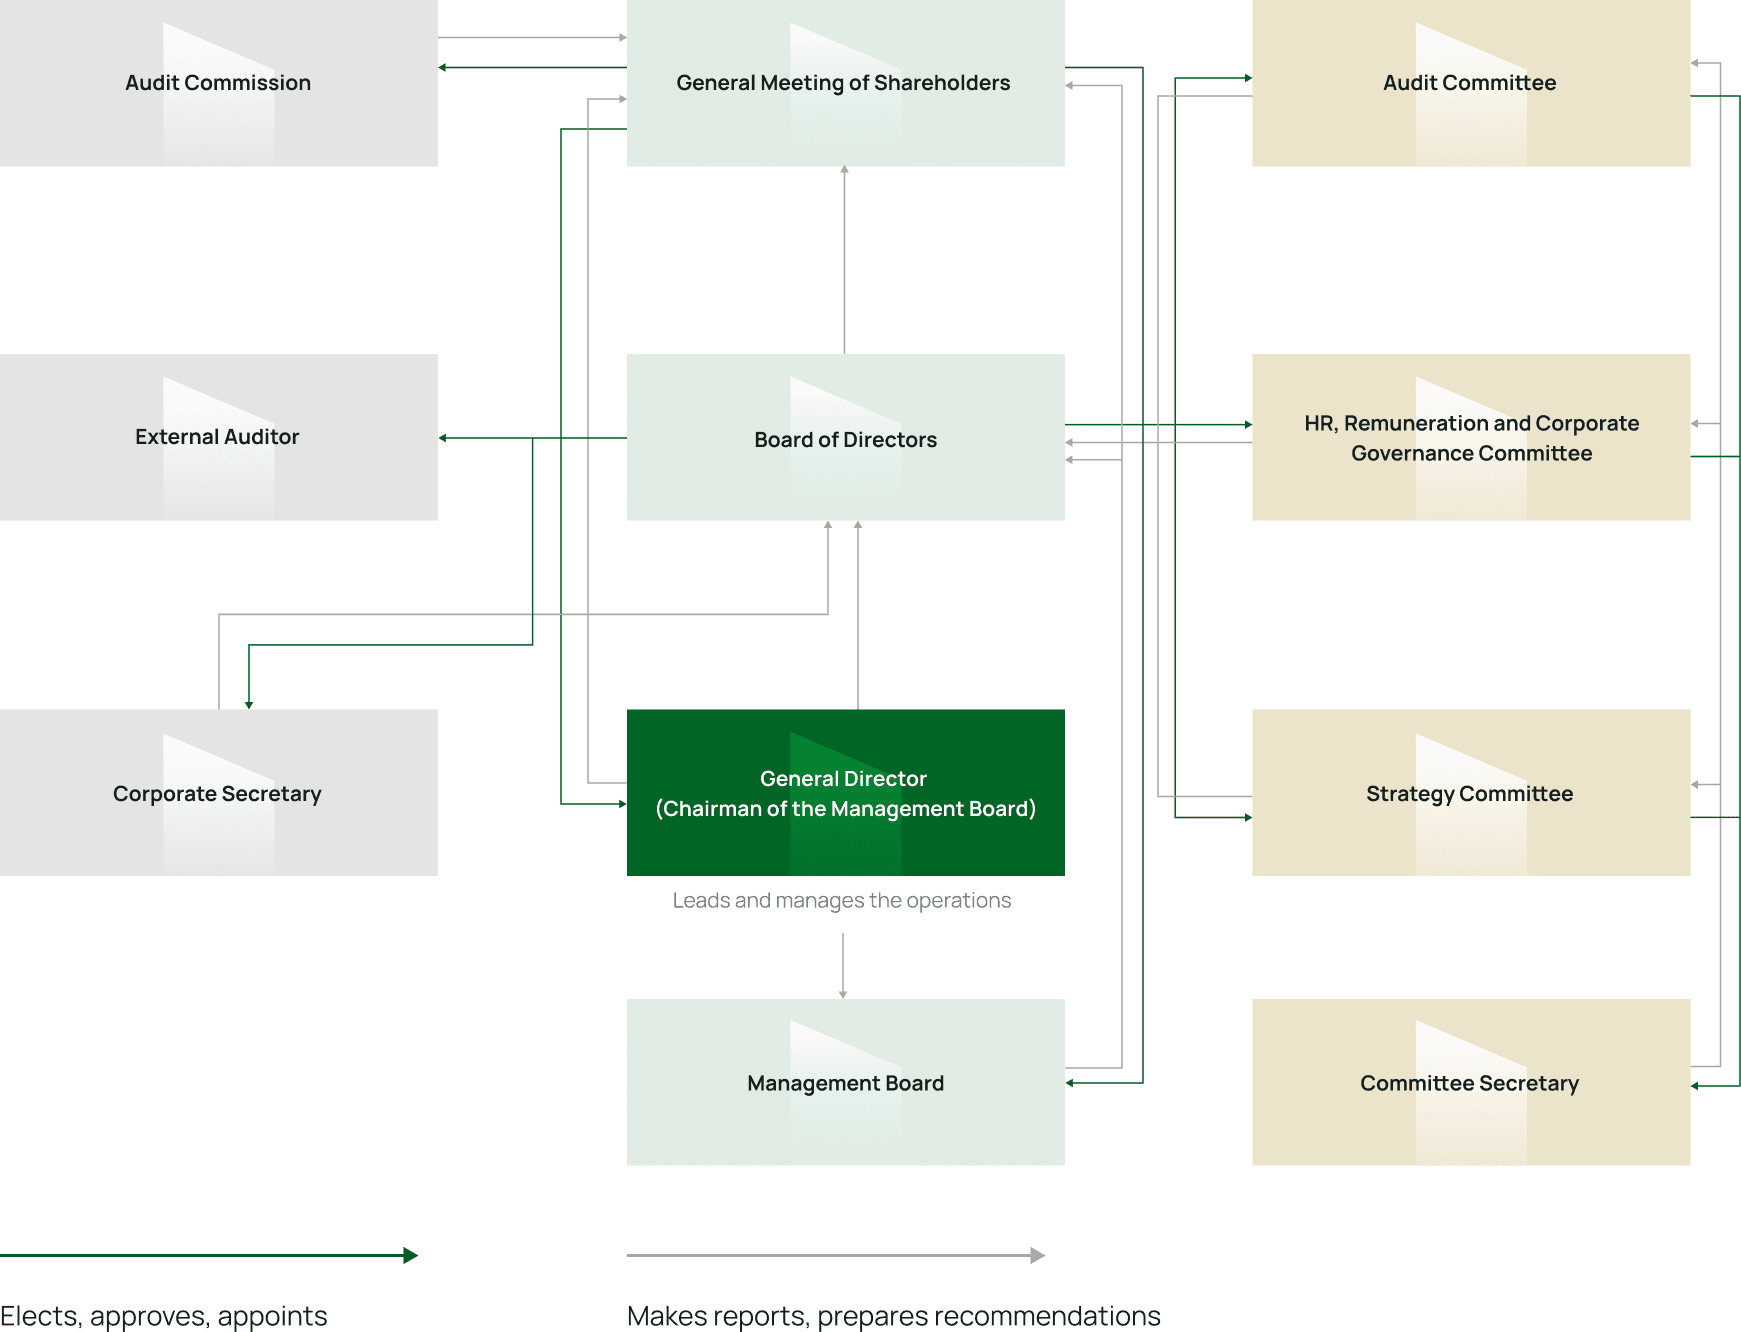 Audit Commission
General Meeting of Shareholders
Audit Committee
External Auditor
Board of Directors
HR, Remuneration and Corporate
Governance Committee
Corporate Secretary
General Director
(Chairman of the Management Board)
Strategy Committee
Leads and manages the operations
Management Board
Committee Secretary
Elects, approves, appoints
Makes reports, prepares recommendations